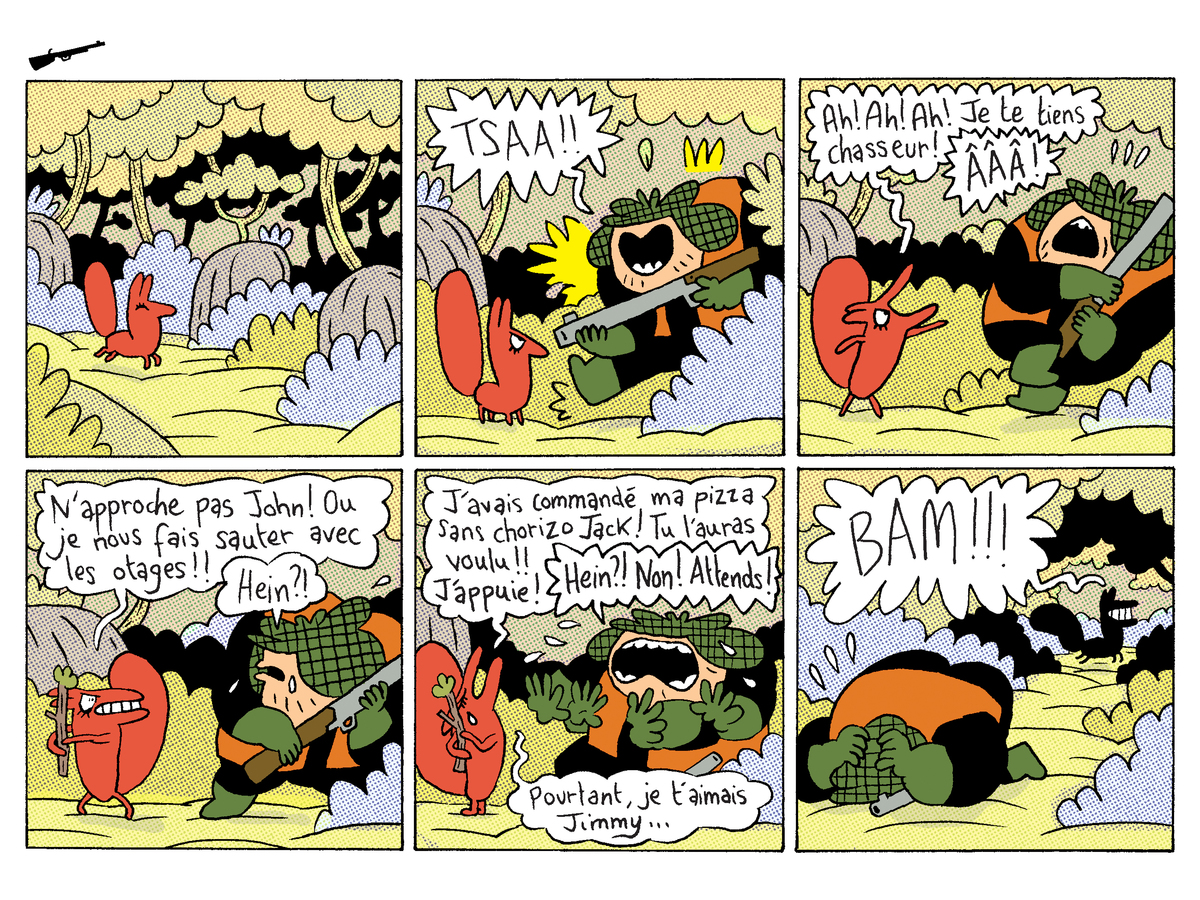 TSAA!!
Ah! Ah! Ah! Je te tiens
chasseur!
ÂÂÂ!
N'approche pas John! Ou
je nous fais sauter avec
les otages!!
Hein?!
J'avais commandé ma pizza
sans chorizo Jack! Tu l'auras
voulu!!
J'appuie!
Hein?! Non! Attends!
Pourtant, je t'aimais
Jimmy...
BAM!!!